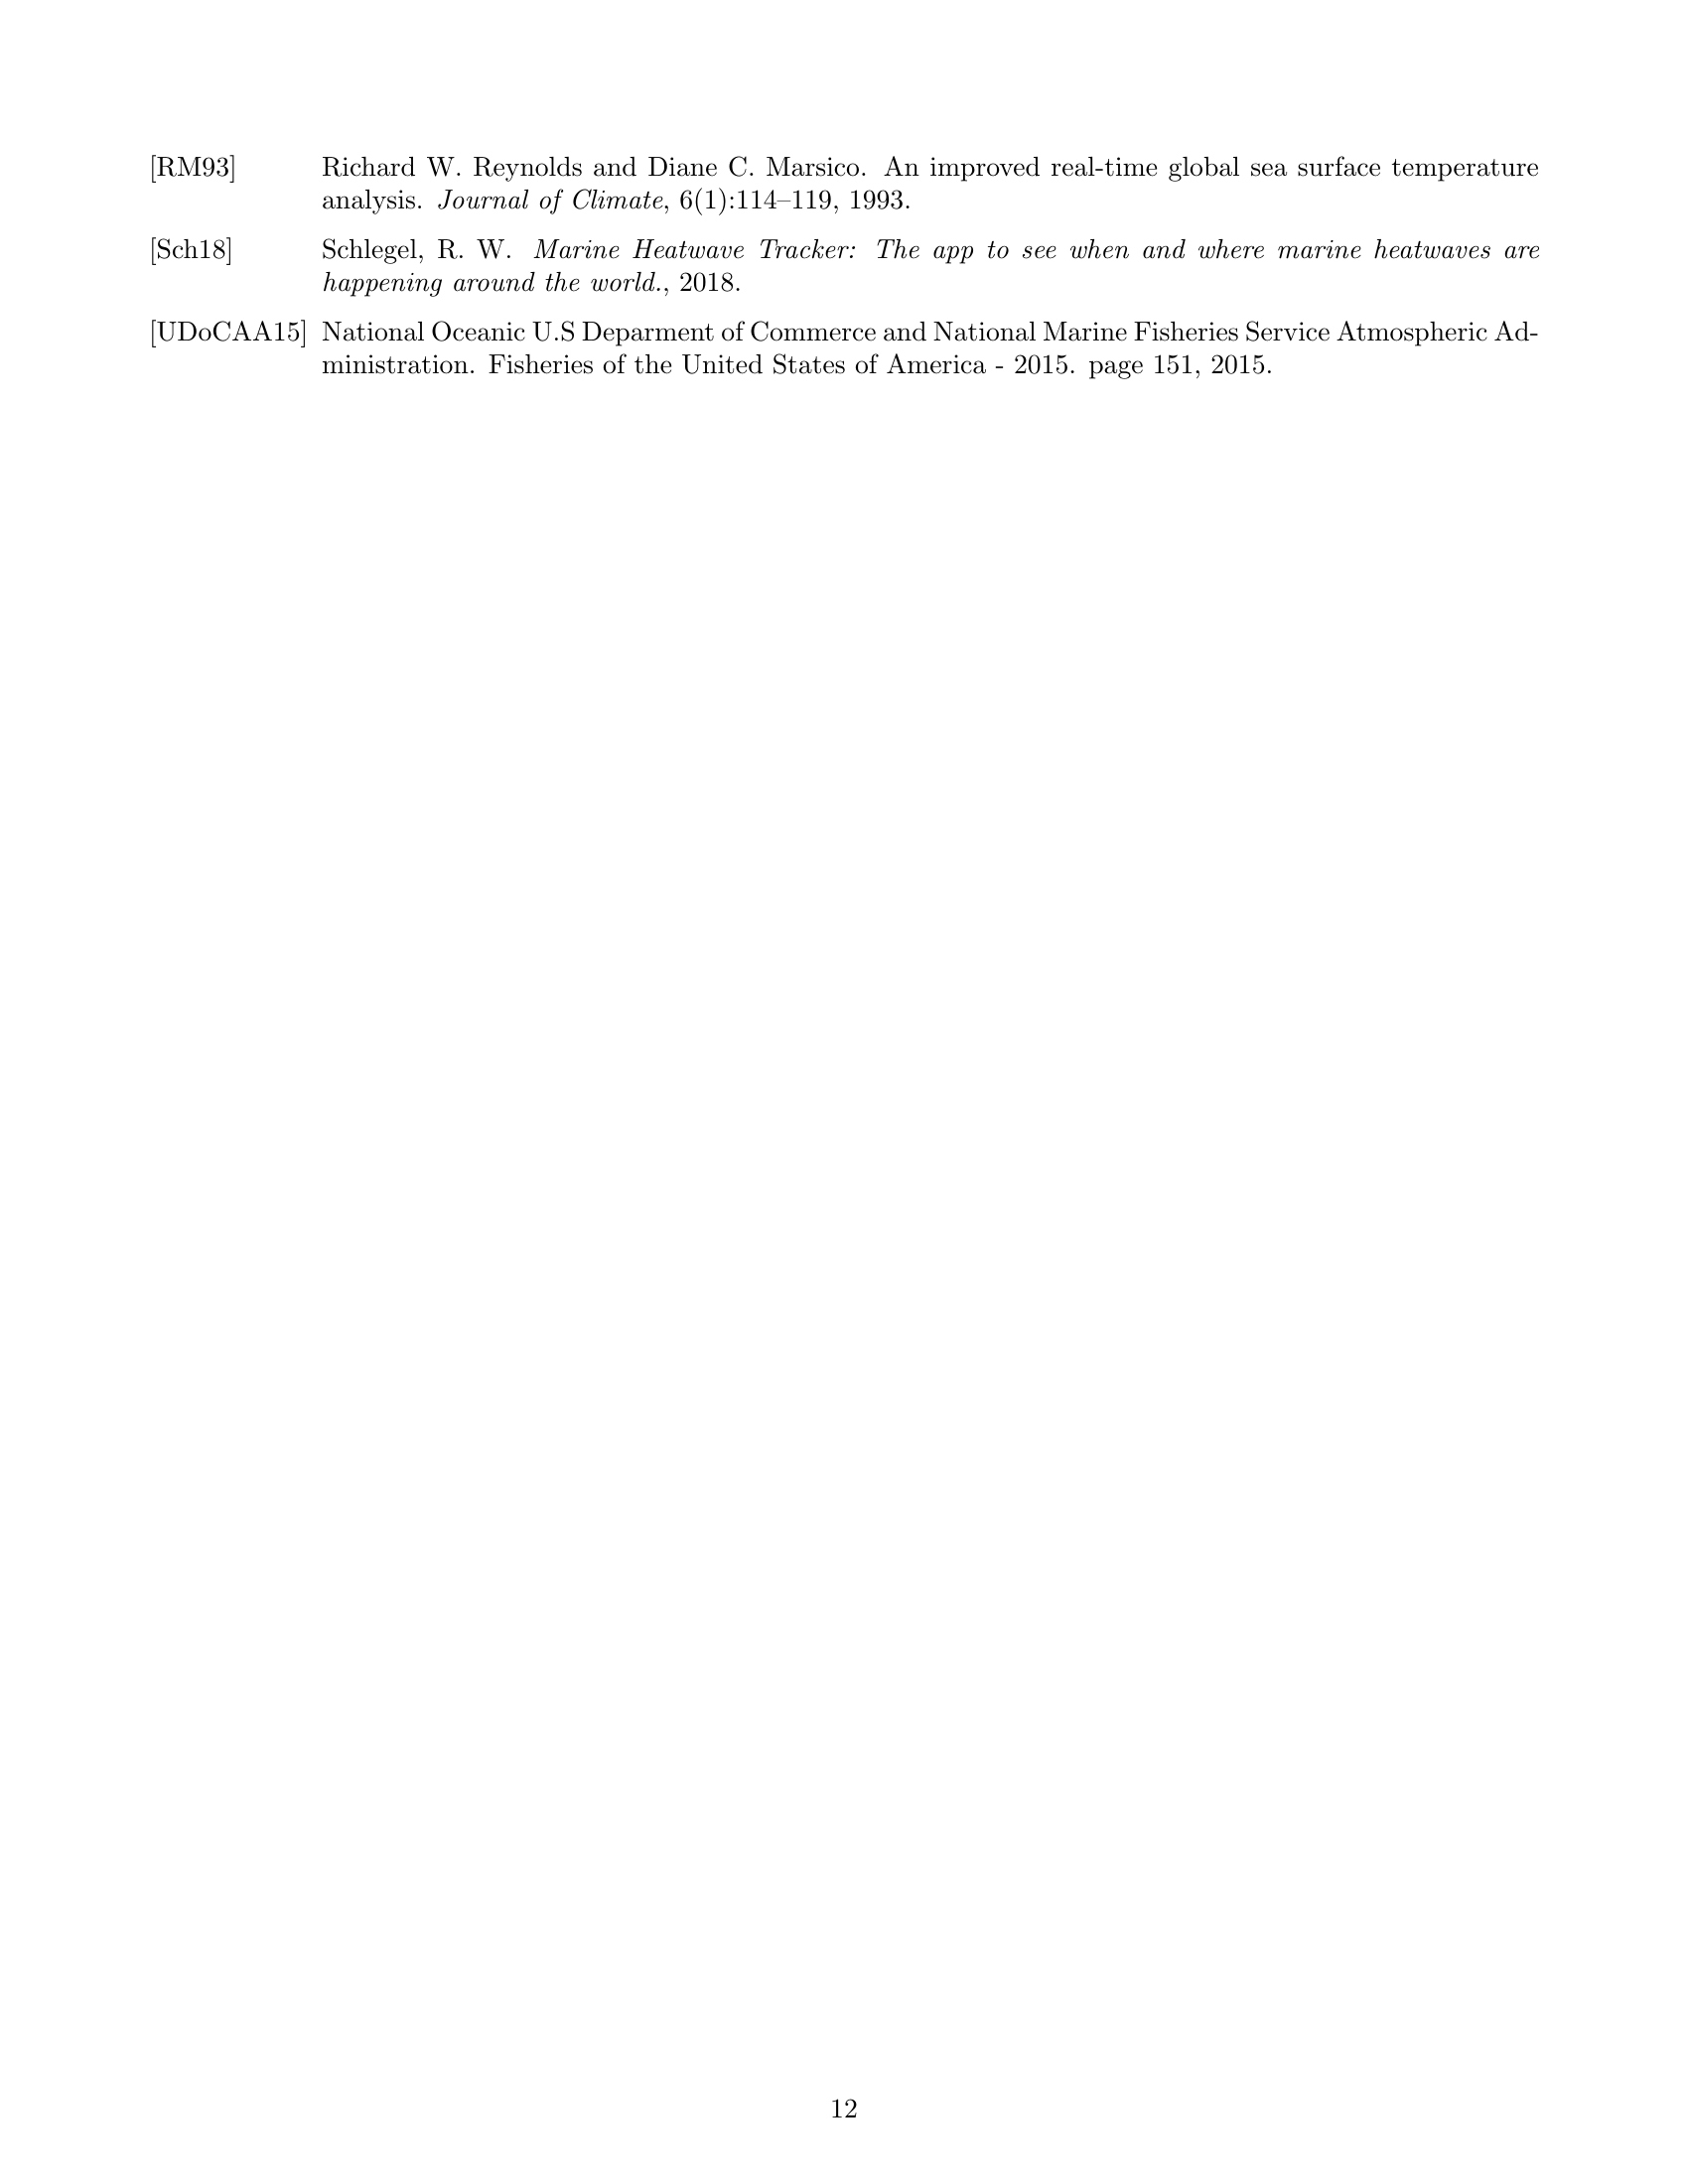 [RM93] Richard W. Reynolds and Diane C. Marsico. An improved real-time global sea surface temperature
analysis. Journal of Climate, 6(1):114–119, 1993.
[Sch18] Schlegel, R. W. Marine Heatwave Tracker: The app to see when and where marine heatwaves are
happening around the world., 2018.
[UDoCAA15] National Oceanic U.S Deparment of Commerce and National Marine Fisheries Service Atmospheric Ad-
ministration. Fisheries of the United States of America - 2015. page 151, 2015.
12